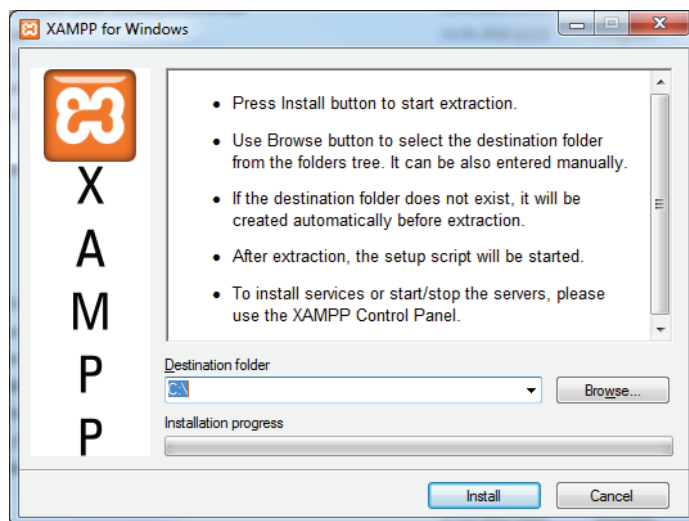 XAMPP for Windows
X
A
M
P
P
• Press Install button to start extraction.
• Use Browse button to select the destination folder
from the folders tree. It can be also entered manually.
• If the destination folder does not exist, it will be
created automatically before extraction.
• After extraction, the setup script will be started.
• To install services or start/stop the servers, please
use the XAMPP Control Panel.
Destination folder
C:\
Browse...
Installation progress
Install
Cancel